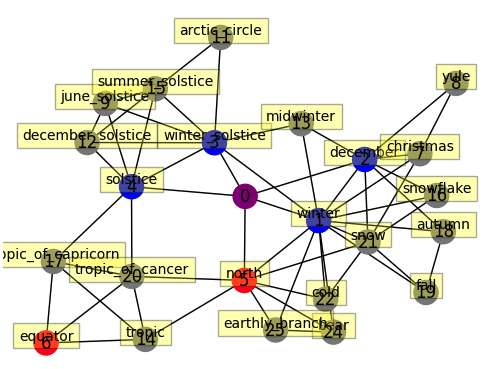 arctic_circle
11
summer_solstice
15
yule
8
june_solstice
9
midwinter
13
december_solstice
12
winter_solstice
3
december
2
christmas
7
solstice
4
0
snowflake
16
winter
1
autumn
18
snow
21
tropic_of_capricorn
17
tropic_of_cancer
20
north
5
cold
22
fall
19
equator
6
tropic
14
earthly_branch
25
24